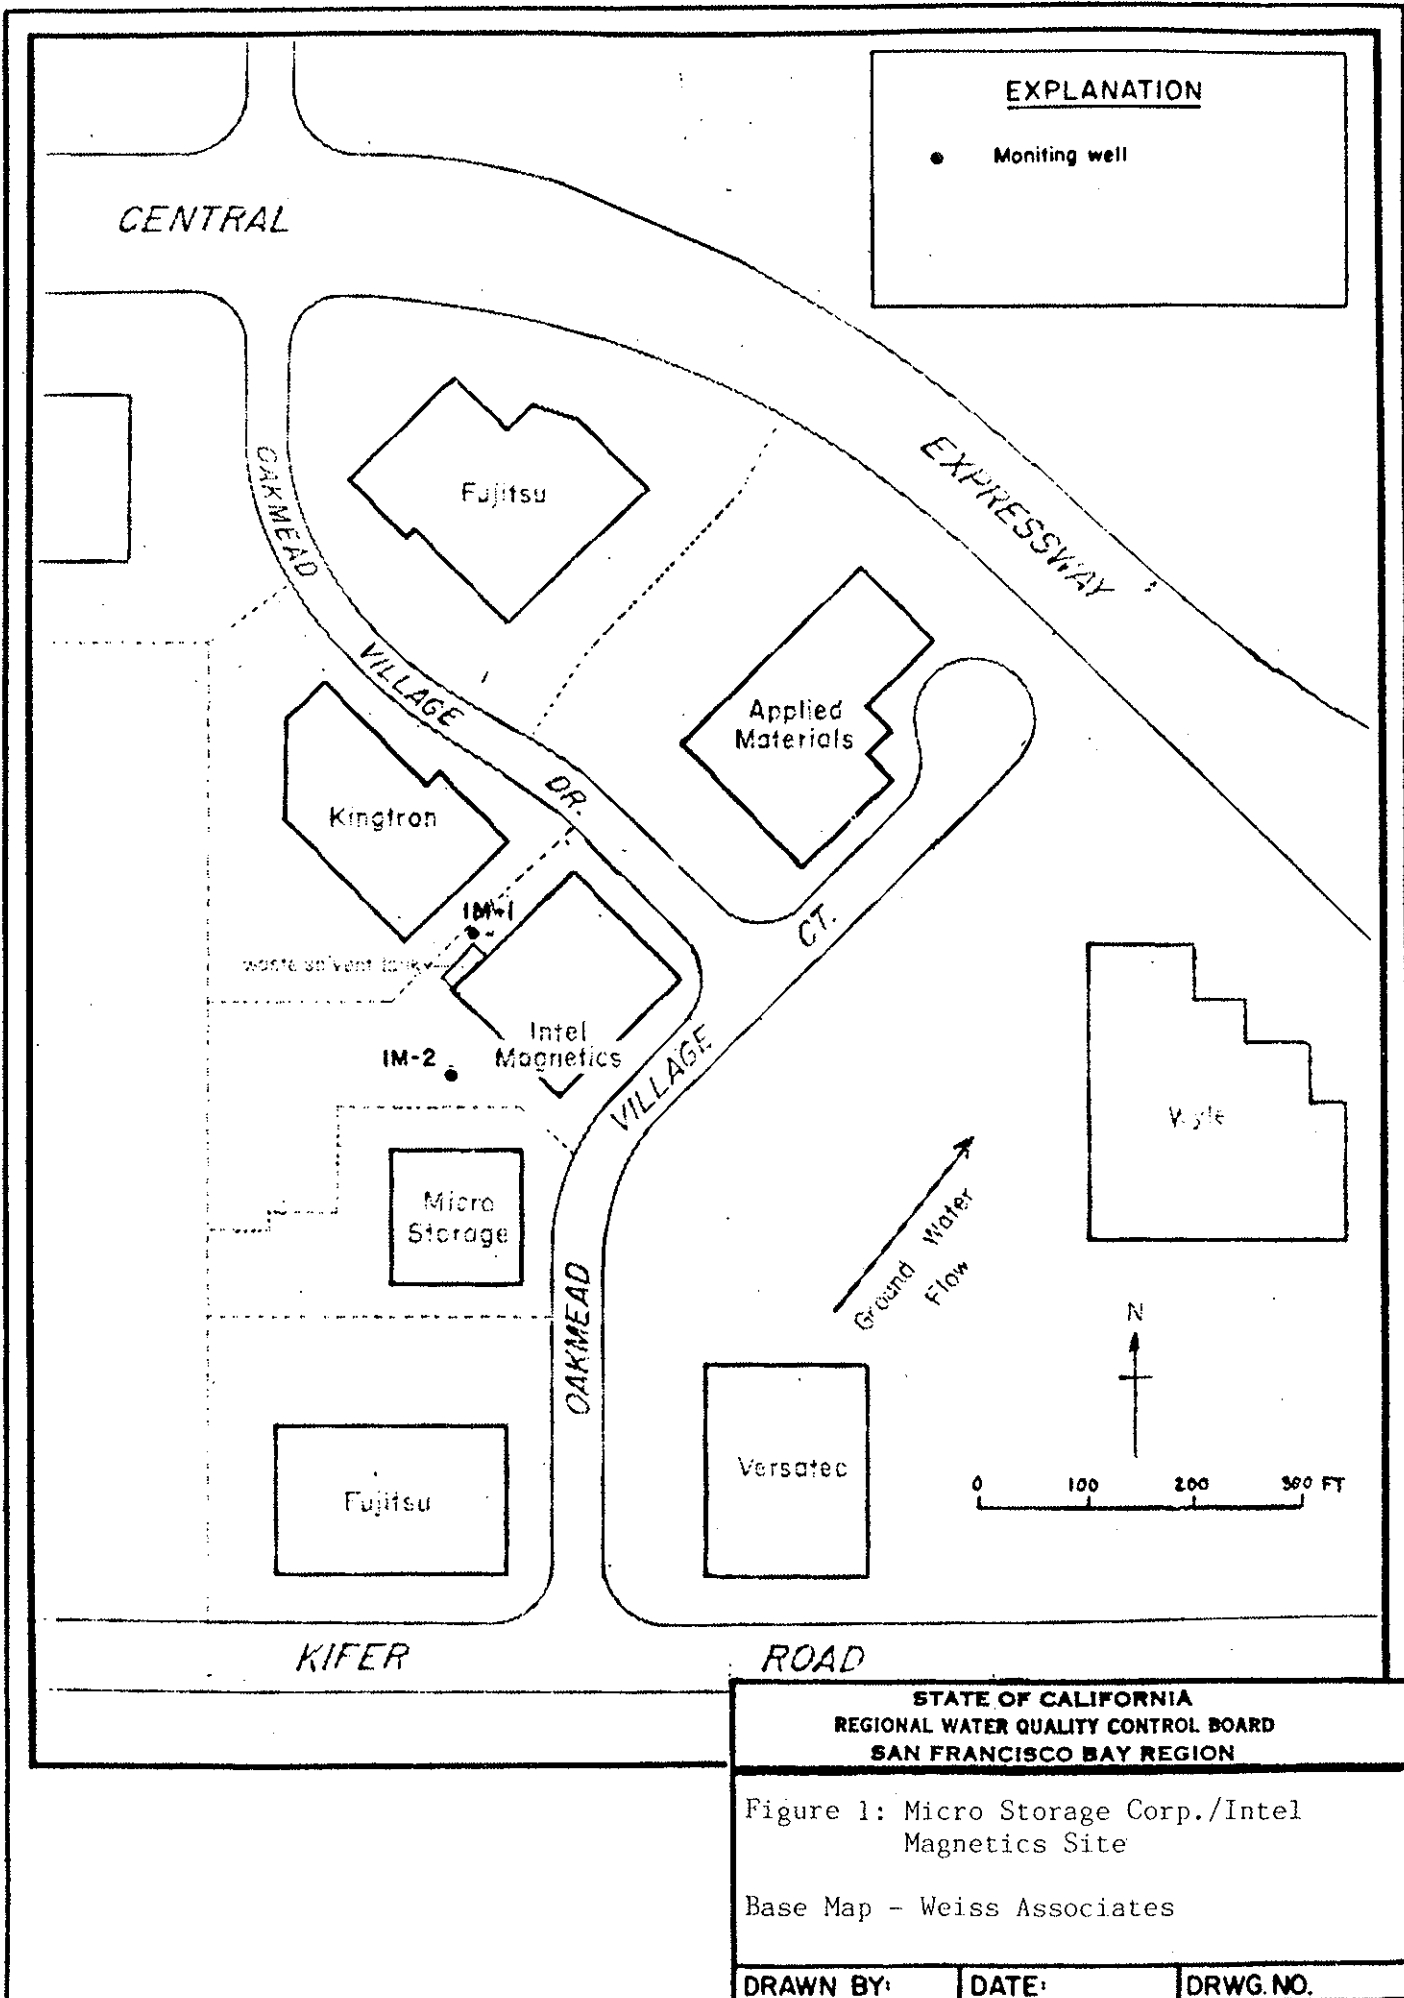 EXPLANATION
Moniting well
CENTRAL
EXPRESSWAY
OAKMEAD
VILLAGE
DR.
Fujitsu
Applied
Materials
Kingtron
IM-1
waste solvent tank
CT.
VILLAGE
OAKMEAD
Intel
Magnetics
IM-2
Micro
Storage
Wyle
Ground Water
Flow
N
Versatec
0 100 200 300 FT
Fujitsu
KIFER ROAD
STATE OF CALIFORNIA
REGIONAL WATER QUALITY CONTROL BOARD
SAN FRANCISCO BAY REGION
Figure 1: Micro Storage Corp./Intel
Magnetics Site
Base Map - Weiss Associates
DRAWN BY: DATE: DRWG. NO.